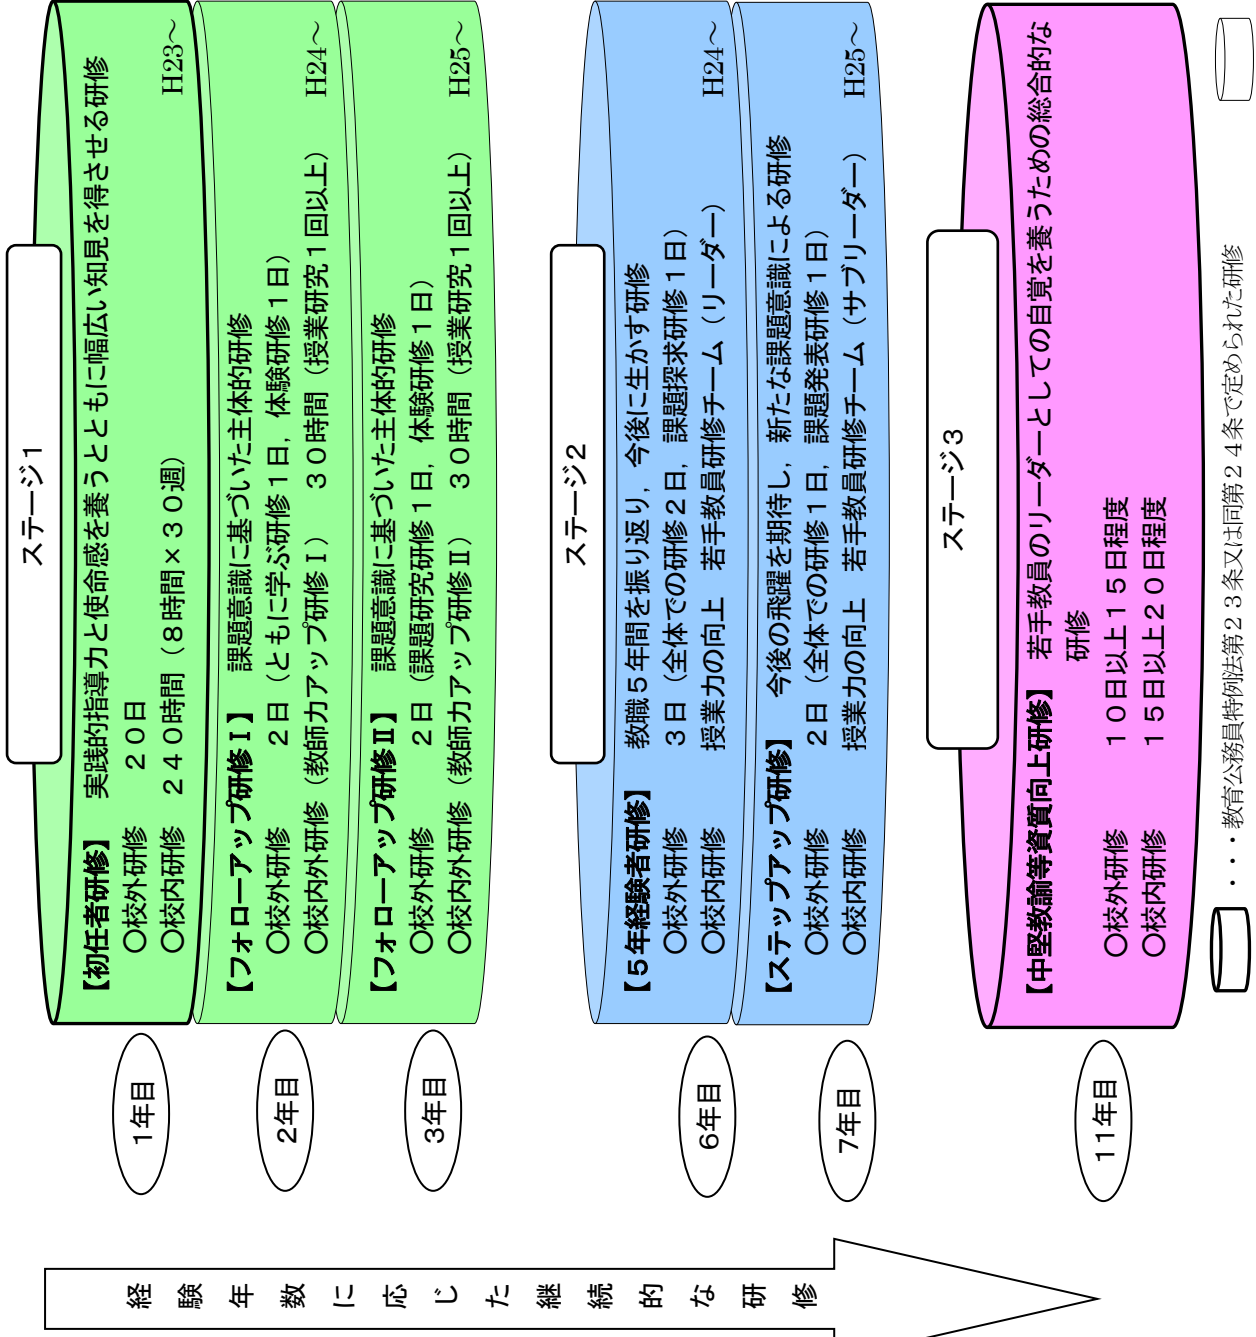 ステージ1
【初任者研修】　実践的指導力と使命感を養うとともに幅広い知見を得させる研修
○校外研修　　２０日
○校内研修　２４０時間（８時間×３０週）　H23～
【フォローアップ研修Ⅰ】　課題意識に基づいた主体的研修
○校外研修　　２日（ともに学ぶ研修１日，体験研修１日）
○校内外研修（教師力アップ研修Ⅰ）　３０時間（授業研究１回以上）　H24～
【フォローアップ研修Ⅱ】　課題意識に基づいた主体的研修
○校外研修　　２日（課題研究研修１日，体験研修１日）
○校内外研修（教師力アップ研修Ⅱ）　３０時間（授業研究１回以上）　H25～
ステージ2
【５年経験者研修】　教職５年間を振り返り，今後に生かす研修
○校外研修　　３日（全体での研修２日，課題探求研修１日）
○校内研修　　授業力の向上　若手教員研修チーム（リーダー）　H24～
【ステップアップ研修】　今後の飛躍を期待し，新たな課題意識による研修
○校外研修　　２日（全体での研修１日，課題発表研修１日）
○校内研修　　授業力の向上　若手教員研修チーム（サブリーダー）　H25～
ステージ３
【中堅教諭等資質向上研修】　若手教員のリーダーとしての自覚を養うための総合的な
研修
○校外研修　　１０日以上１５日程度
○校内研修　　１５日以上２０日程度
・・・教育公務員特例法第２３条又は同第２４条で定められた研修
1年目
２年目
３年目
６年目
７年目
１１年目
経験年数に応じた継続的な研修